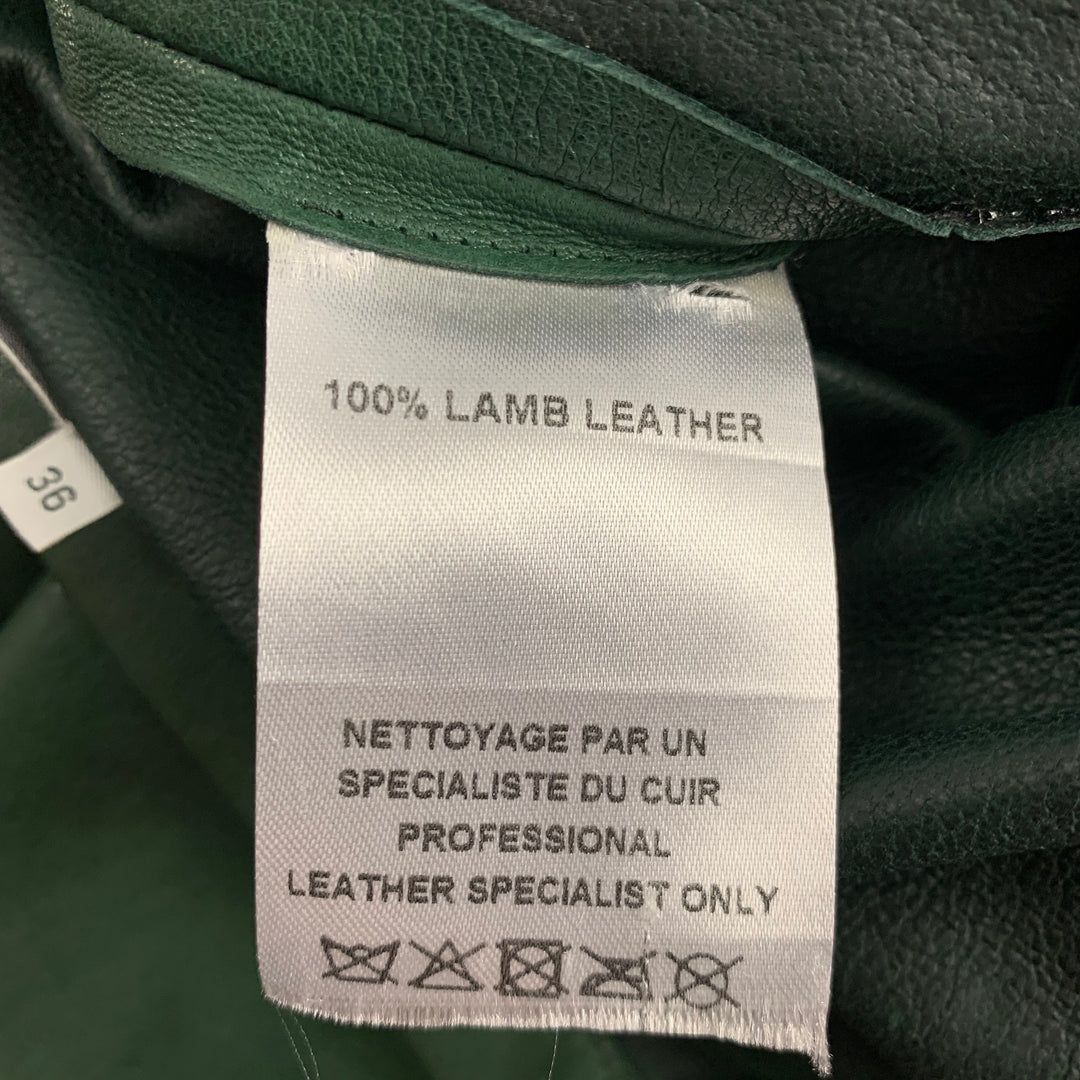 100% LAMB LEATHER
36
NETTOYAGE PAR UN
SPECIALISTE DU CUIR
PROFESSIONAL
LEATHER SPECIALIST ONLY